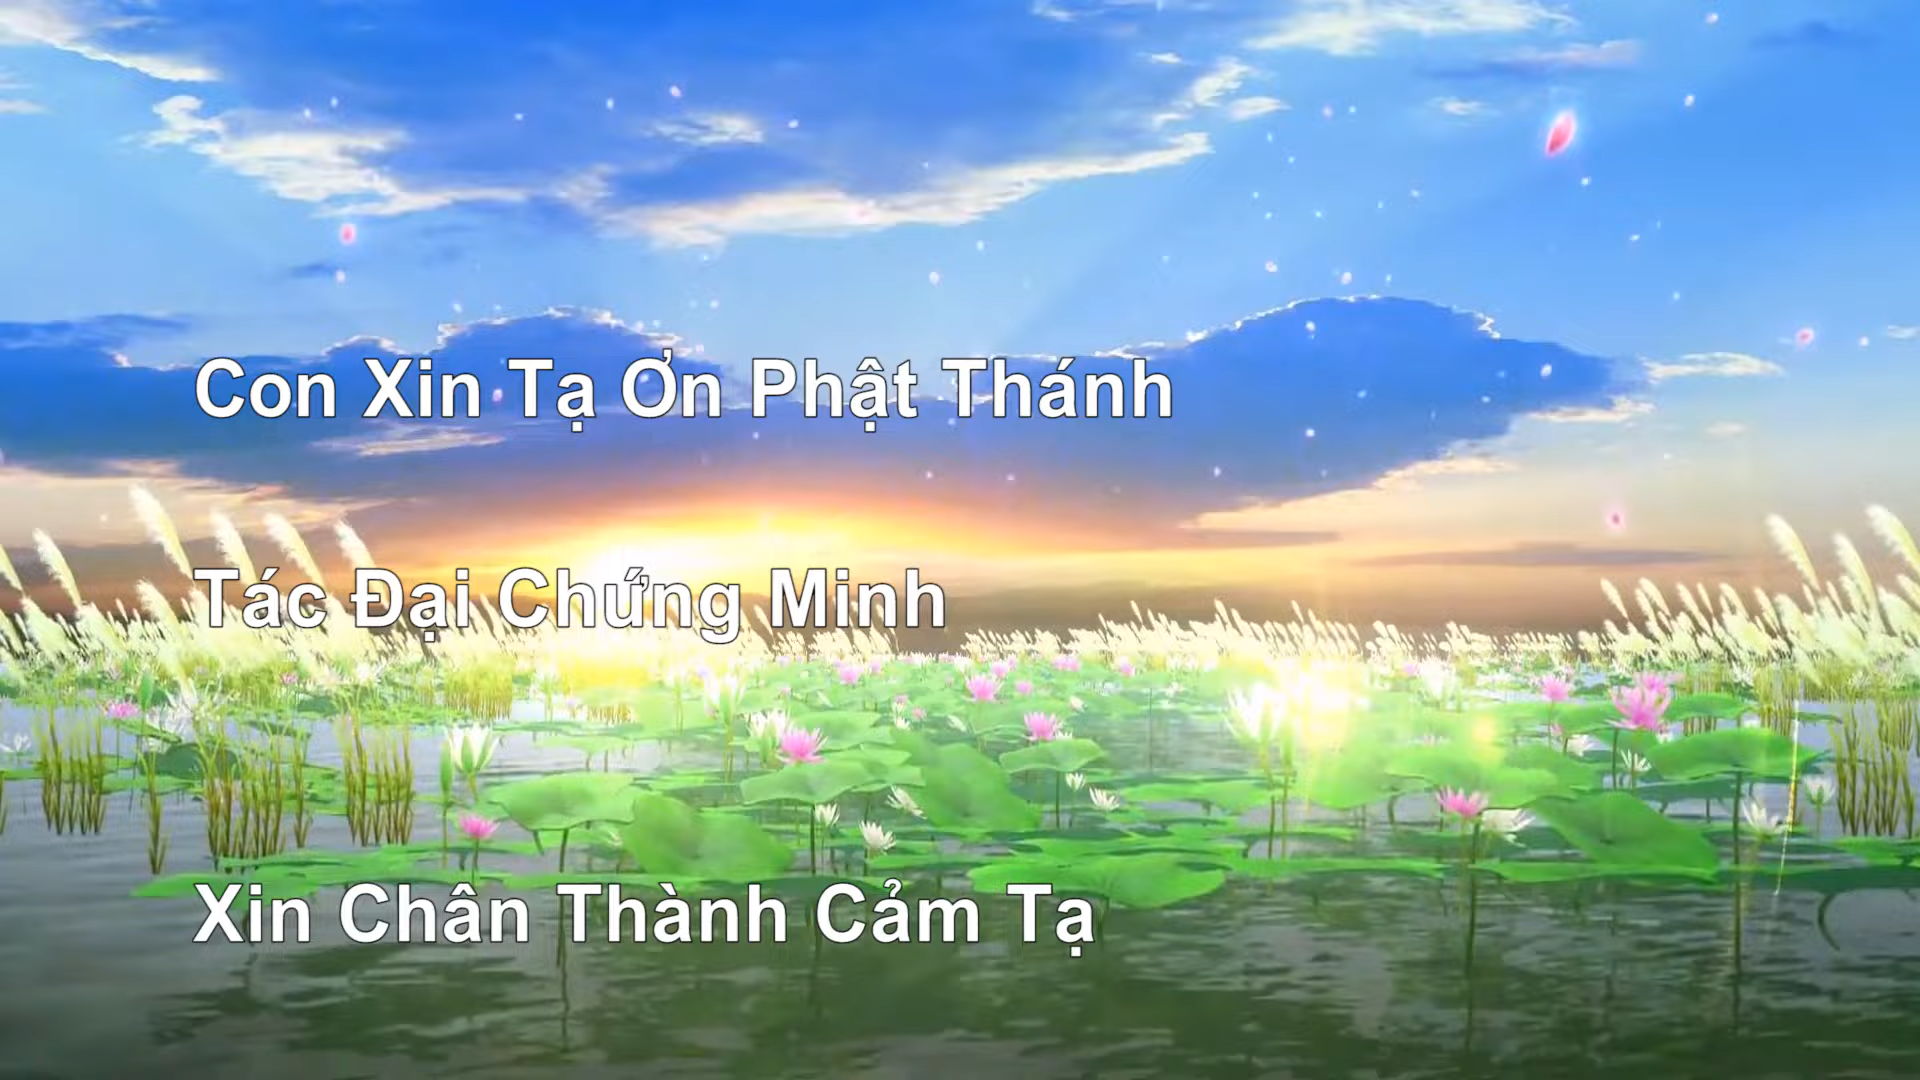 Con Xin Tạ Ơn Phật Thánh
Tác Đại Chứng Minh
Xin Chân Thành Cảm Tạ